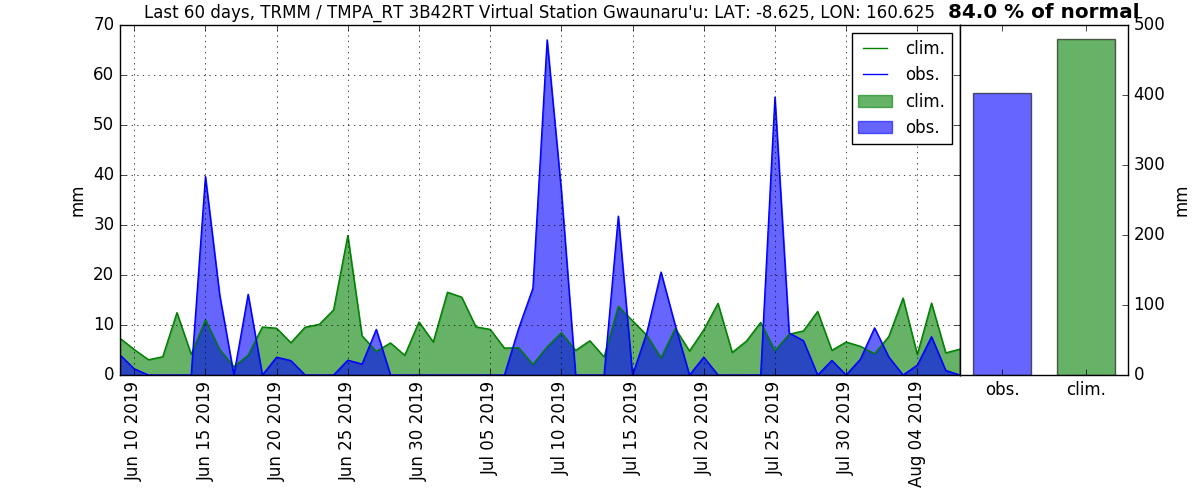 Last 60 days, TRMM / TMPA_RT 3B42RT Virtual Station Gwaunaru'u: LAT: -8.625, LON: 160.625 84.0 % of normal
70
60
50
40
30
20
10
0
mm
clim.
obs.
clim.
obs.
Jun 10 2019
Jun 15 2019
Jun 20 2019
Jun 25 2019
Jun 30 2019
Jul 05 2019
Jul 10 2019
Jul 15 2019
Jul 20 2019
Jul 25 2019
Jul 30 2019
Aug 04 2019
500
400
300
200
100
0
mm
obs. clim.